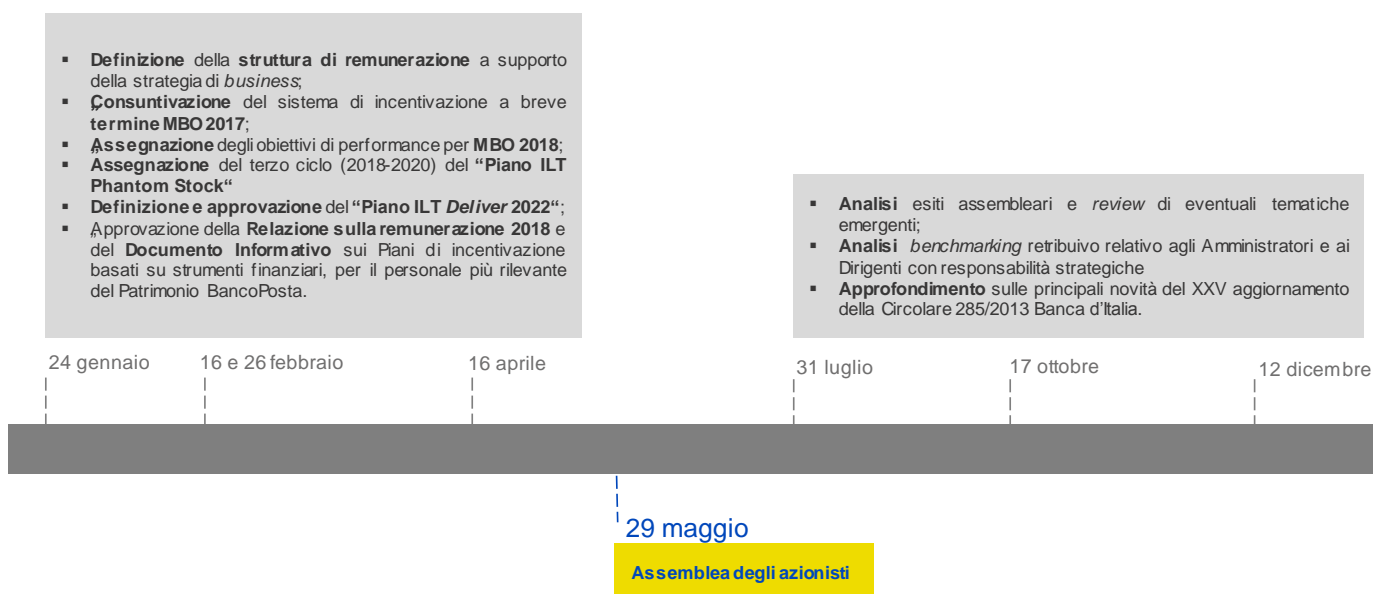 ▪ Definizione della struttura di remunerazione a supporto
della strategia di business;
▪ Consuntivazione del sistema di incentivazione a breve
termine MBO 2017;
▪ Assegnazione degli obiettivi di performance per MBO 2018;
▪ Assegnazione del terzo ciclo (2018-2020) del “Piano ILT
Phantom Stock“
▪ Definizione e approvazione del “Piano ILT Deliver 2022“;
▪ Approvazione della Relazione sulla remunerazione 2018 e
del Documento Informativo sui Piani di incentivazione
basati su strumenti finanziari, per il personale più rilevante
del Patrimonio BancoPosta.
▪ Analisi esiti assembleari e review di eventuali tematiche
emergenti;
▪ Analisi benchmarking retributivo relativo agli Amministratori e ai
Dirigenti con responsabilità strategiche
▪ Approfondimento sulle principali novità del XXV aggiornamento
della Circolare 285/2013 Banca d’Italia.
24 gennaio
16 e 26 febbraio
16 aprile
31 luglio
17 ottobre
12 dicembre
29 maggio
Assemblea degli azionisti